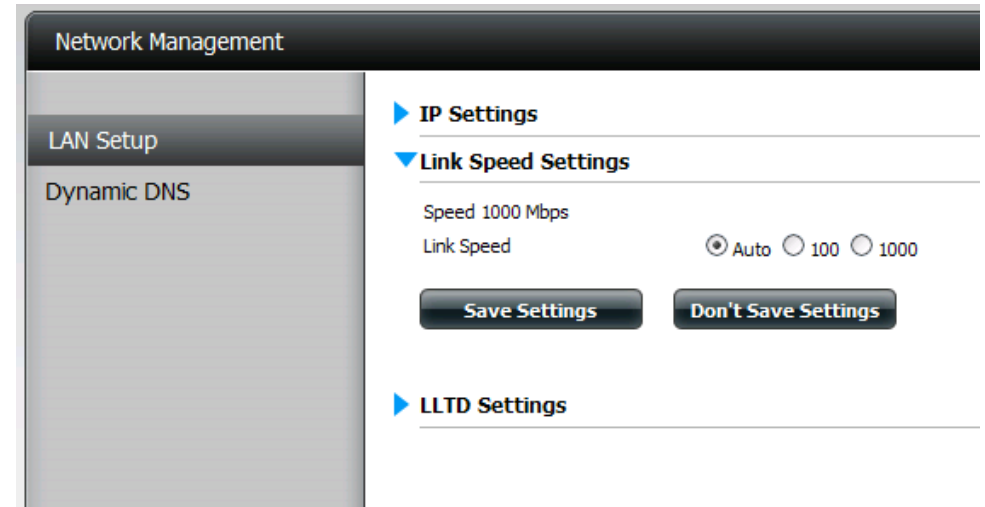 Network Management
LAN Setup
Dynamic DNS
IP Settings
Link Speed Settings
Speed 1000 Mbps
Link Speed Auto 100 1000
Save Settings Don't Save Settings
LLTD Settings